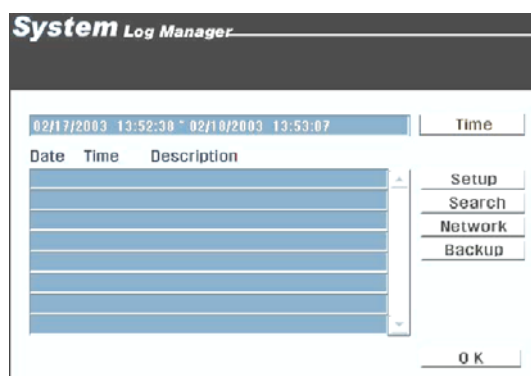 System Log Manager
02/17/2003 13:52:38 ~ 02/18/2003 13:53:07
Time
Date Time Description
Setup
Search
Network
Backup
OK